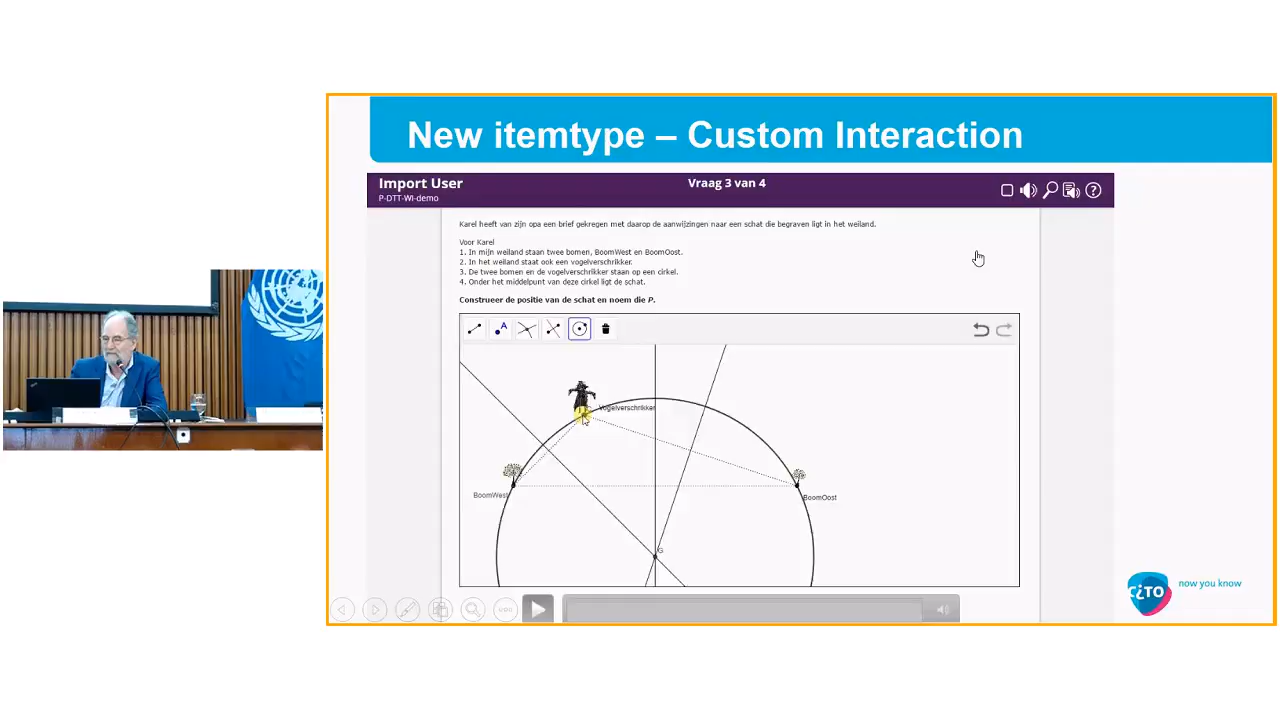 New itemtype – Custom Interaction
Import User
P-DTT-WI-demo
Vraag 3 van 4
Karel heeft van zijn opa een brief gekregen met daarop de aanwijzingen naar een schat die begraven ligt in het weiland.
Voor Karel
1. In mijn weiland staan twee bomen, BoomWest en BoomOost.
2. In het weiland staat ook een vogelverschrikker.
3. De twee bomen en de vogelverschrikker staan op een cirkel.
4. Onder het middelpunt van deze cirkel ligt de schat.
Construeer de positie van de schat en noem die P.
A
Vogelverschrikker
BoomWest
BoomOost
G
CiTO
now you know